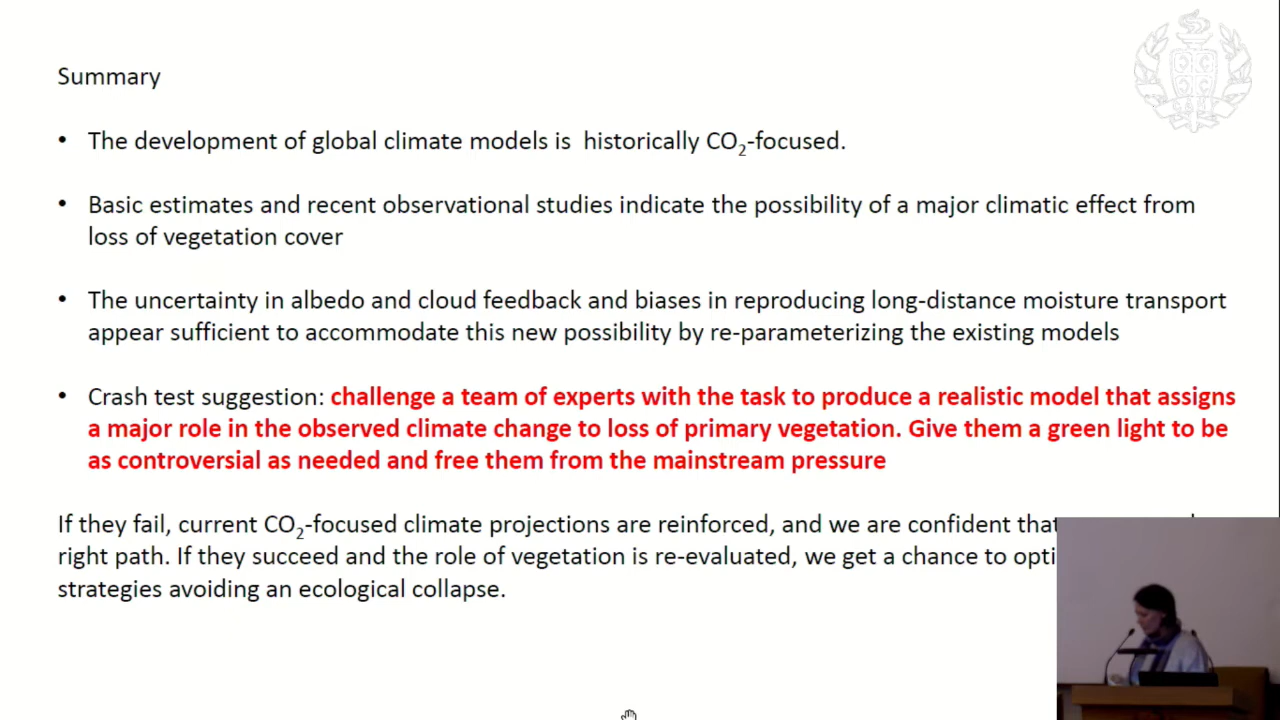 Summary
• The development of global climate models is historically CO₂-focused.
• Basic estimates and recent observational studies indicate the possibility of a major climatic effect from
loss of vegetation cover
• The uncertainty in albedo and cloud feedback and biases in reproducing long-distance moisture transport
appear sufficient to accommodate this new possibility by re-parameterizing the existing models
• Crash test suggestion: challenge a team of experts with the task to produce a realistic model that assigns
a major role in the observed climate change to loss of primary vegetation. Give them a green light to be
as controversial as needed and free them from the mainstream pressure
If they fail, current CO₂-focused climate projections are reinforced, and we are confident that
right path. If they succeed and the role of vegetation is re-evaluated, we get a chance to
strategies avoiding an ecological collapse.